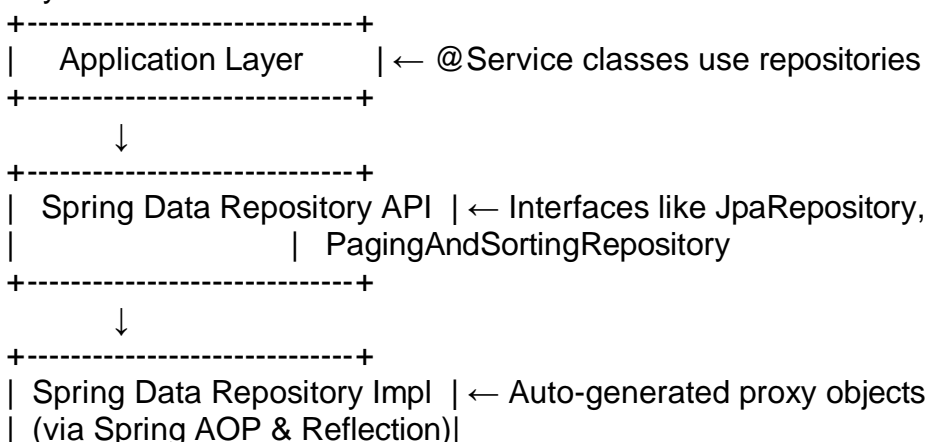 +------------------------------+
|    Application Layer       | ← @Service classes use repositories
+------------------------------+
↓
+------------------------------+
|  Spring Data Repository API  | ← Interfaces like JpaRepository,
|                    |  PagingAndSortingRepository
+------------------------------+
↓
+------------------------------+
| Spring Data Repository Impl  | ← Auto-generated proxy objects
| (via Spring AOP & Reflection)|